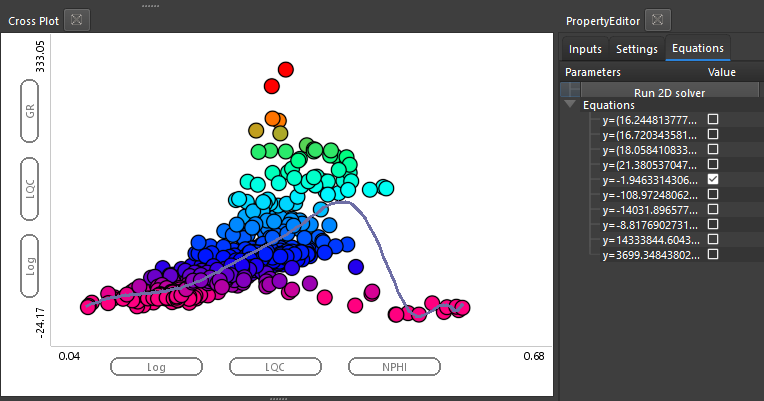 Cross Plot
333.05
GR
LQC
Log
-24.17
0.04
0.68
Log
LQC
NPHI
PropertyEditor
Inputs
Settings
Equations
Parameters
Value
Run 2D solver
Equations
y=(16.244813777...
y=(16.720343581...
y=(18.058410833...
y=(21.380537047...
y=-1.9463314306...
y=-108.97248062...
y=-14031.896577...
y=-8.8176902731...
y=14333844.6043...
y=3699.34843802...